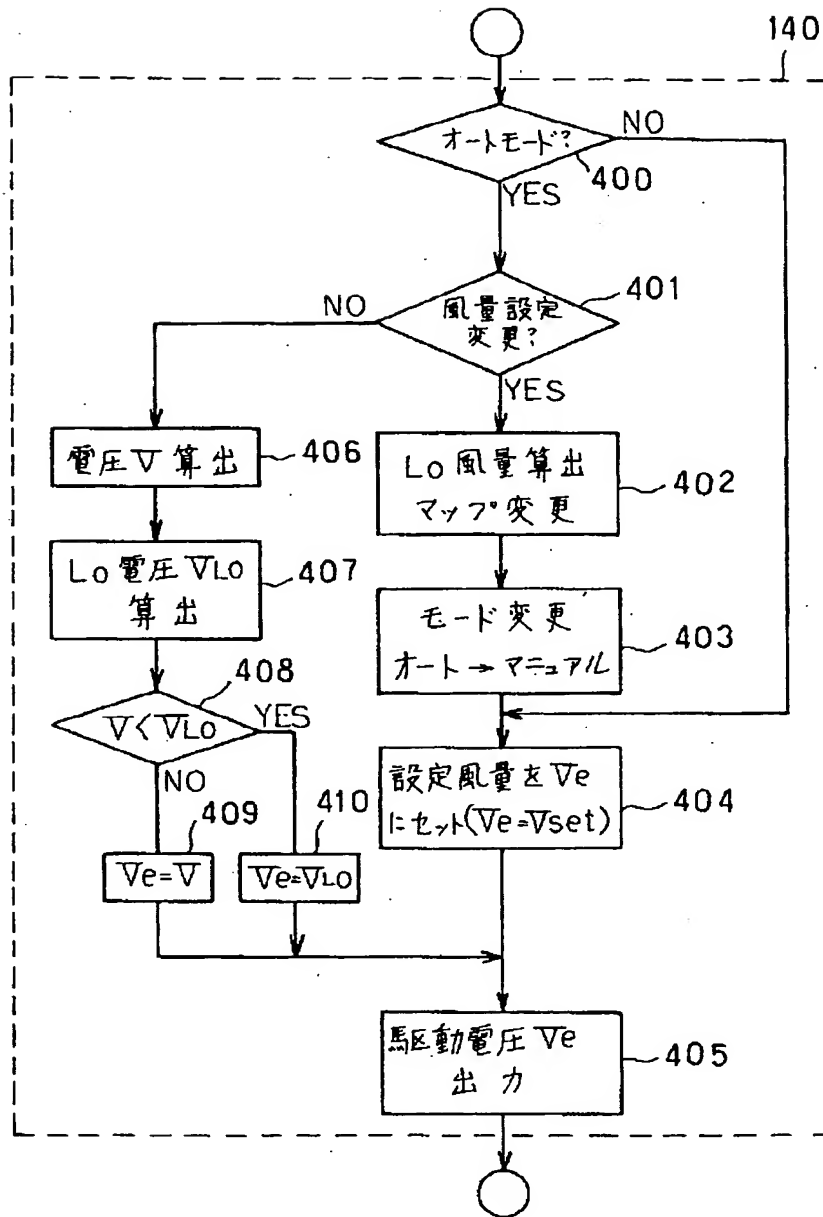 140
オートモード?
NO
400
YES
401
NO
風量設定
変更?
YES
電圧V算出
406
Lo風量算出
マップ変更
402
Lo電圧VLo
算出
407
モード変更
オート→マニュアル
403
408
V<VLo
YES
NO
設定風量をVe
にセット(Ve=Vset)
404
409
410
Ve=V
Ve=VLo
駆動電圧Ve
出力
405